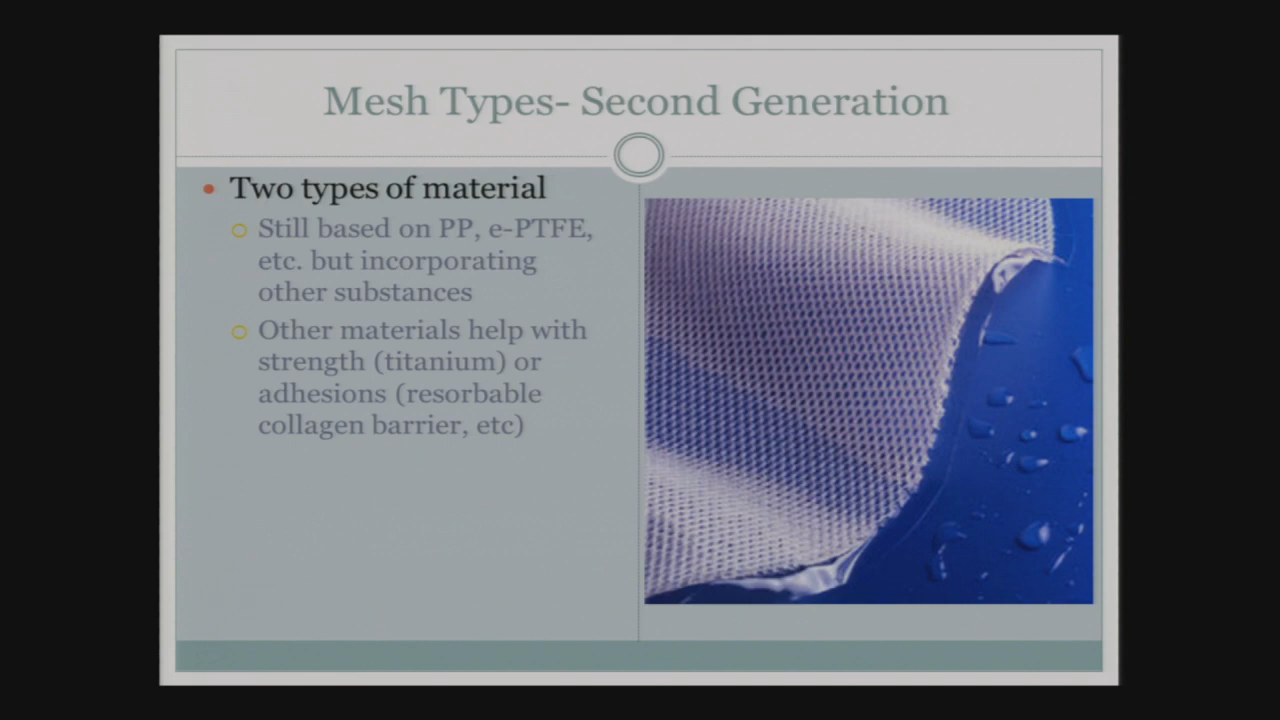 Mesh Types- Second Generation
Two types of material
Still based on PP, e-PTFE,
etc. but incorporating
other substances
Other materials help with
strength (titanium) or
adhesions (resorbable
collagen barrier, etc)